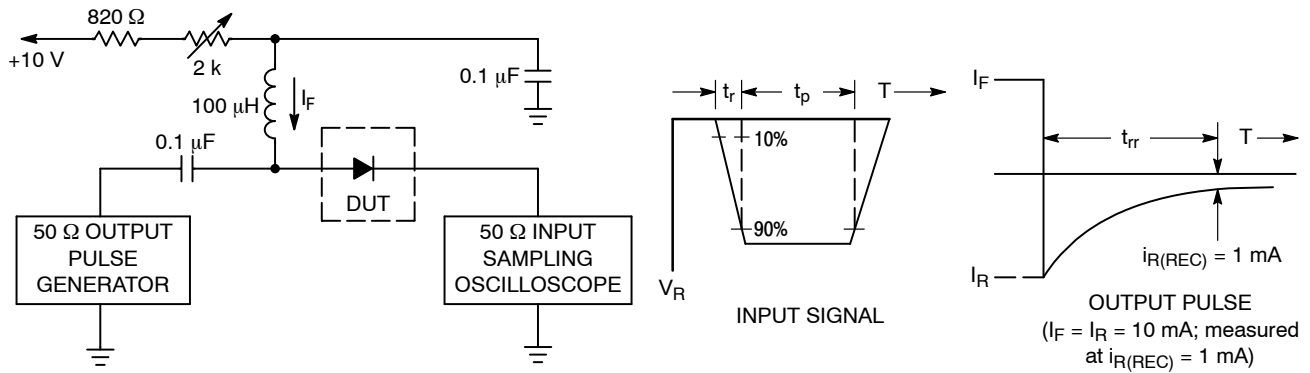 820 Ω
+10 V
2 k
0.1 μF
100 μH
I_F
0.1 μF
DUT
50 Ω OUTPUT
PULSE
GENERATOR
50 Ω INPUT
SAMPLING
OSCILLOSCOPE
t_r
t_p
T
10%
90%
V_R
INPUT SIGNAL
I_F
t_rr
T
i_R(REC) = 1 mA
I_R
OUTPUT PULSE
(I_F = I_R = 10 mA; measured
at i_R(REC) = 1 mA)